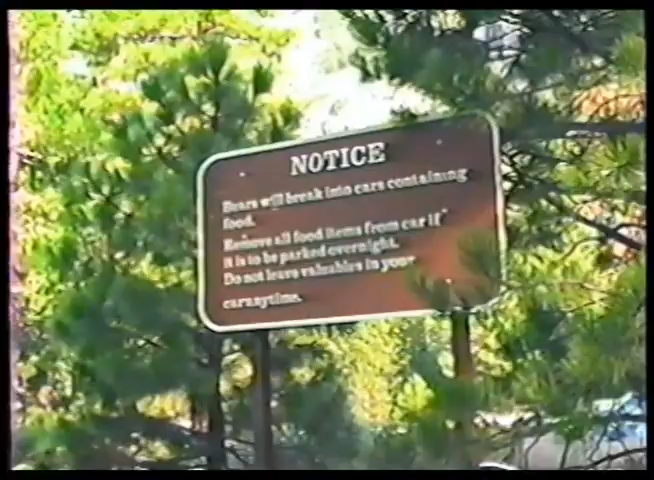 NOTICE
Bears will break into cars containing
food.
Remove all food items from car if
it is to be parked overnight.
Do not leave valuables in your
car anytime.